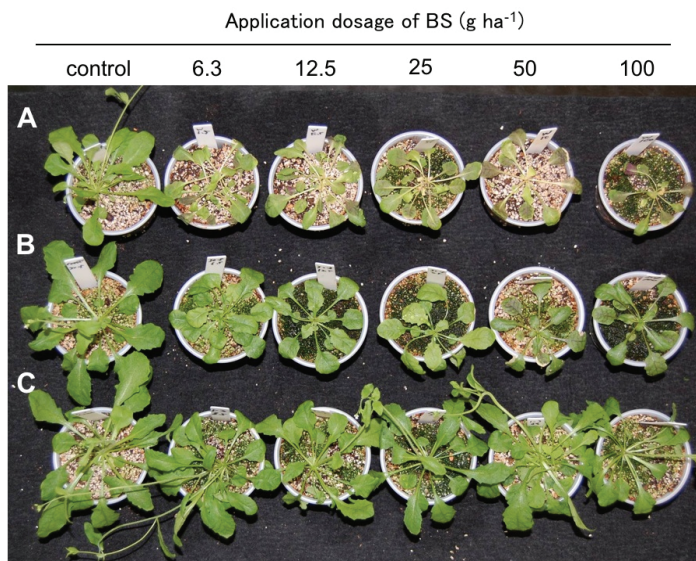 Application dosage of BS (g ha⁻¹)
control 6.3 12.5 25 50 100
A
B
C